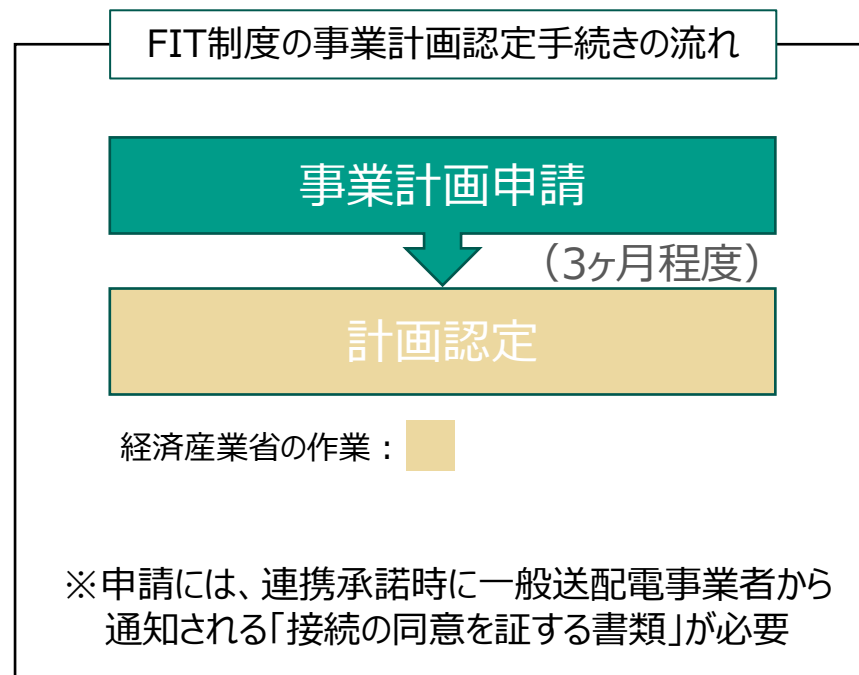 FIT制度の事業計画認定手続きの流れ
事業計画申請
（3ヶ月程度）
計画認定
経済産業省の作業：
※申請には、連携承諾時に一般送配電事業者から
通知される「接続の同意を証する書類」が必要